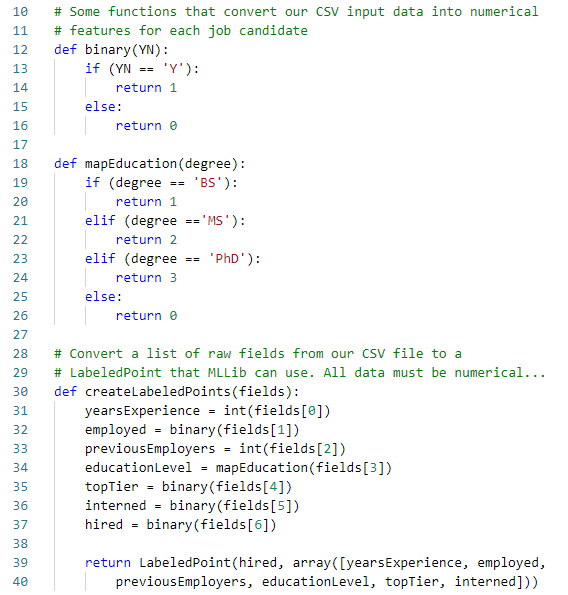 10 # Some functions that convert our CSV input data into numerical
11 # features for each job candidate
12 def binary(YN):
13     if (YN == 'Y'):
14         return 1
15     else:
16         return 0
17
18 def mapEducation(degree):
19     if (degree == 'BS'):
20         return 1
21     elif (degree =='MS'):
22         return 2
23     elif (degree == 'PhD'):
24         return 3
25     else:
26         return 0
27
28 # Convert a list of raw fields from our CSV file to a
29 # LabeledPoint that MLLib can use. All data must be numerical...
30 def createLabeledPoints(fields):
31     yearsExperience = int(fields[0])
32     employed = binary(fields[1])
33     previousEmployers = int(fields[2])
34     educationLevel = mapEducation(fields[3])
35     topTier = binary(fields[4])
36     interned = binary(fields[5])
37     hired = binary(fields[6])
38
39     return LabeledPoint(hired, array([yearsExperience, employed,
40         previousEmployers, educationLevel, topTier, interned]))